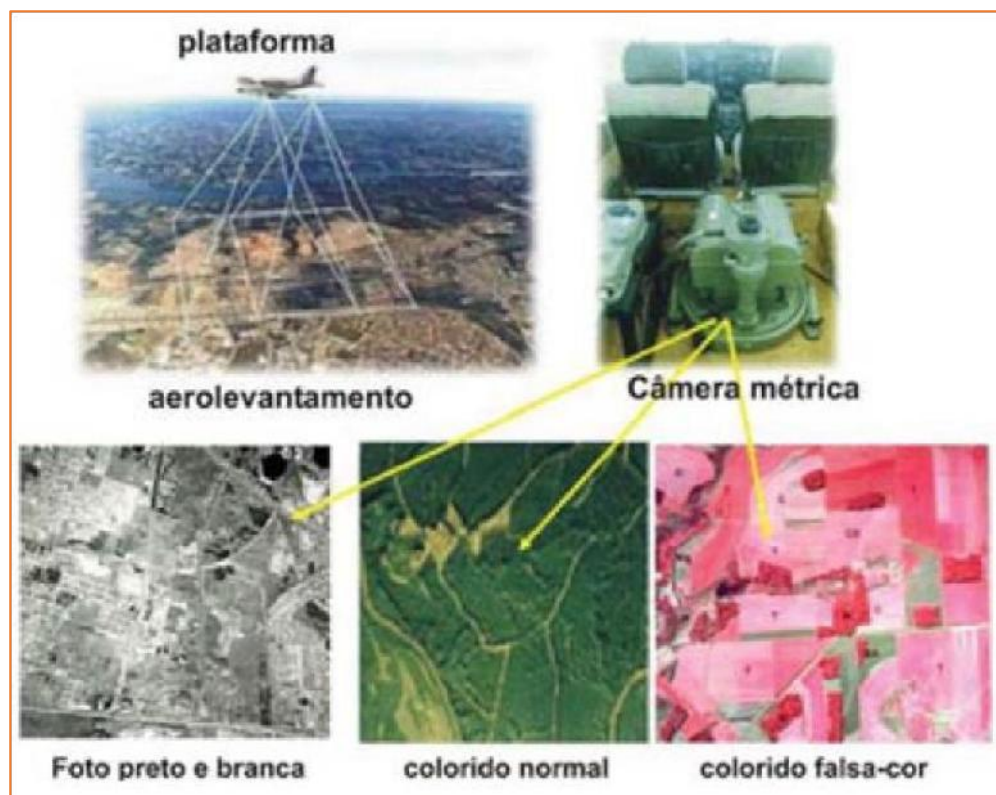 plataforma
aerolevantamento
Câmera métrica
Foto preto e branca
colorido normal
colorido falsa-cor